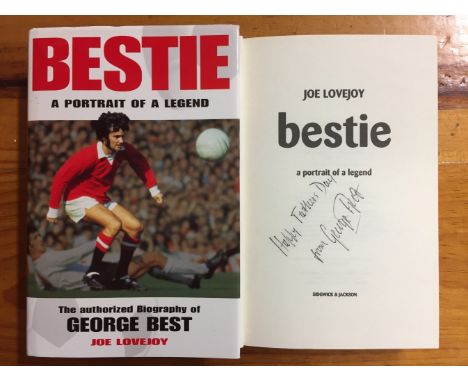 BESTIE
A PORTRAIT OF A LEGEND
The authorized Biography of
GEORGE BEST
JOE LOVEJOY
JOE LOVEJOY
bestie
a portrait of a legend
Happy Fathers Day
from George Best
SIDGWICK & JACKSON